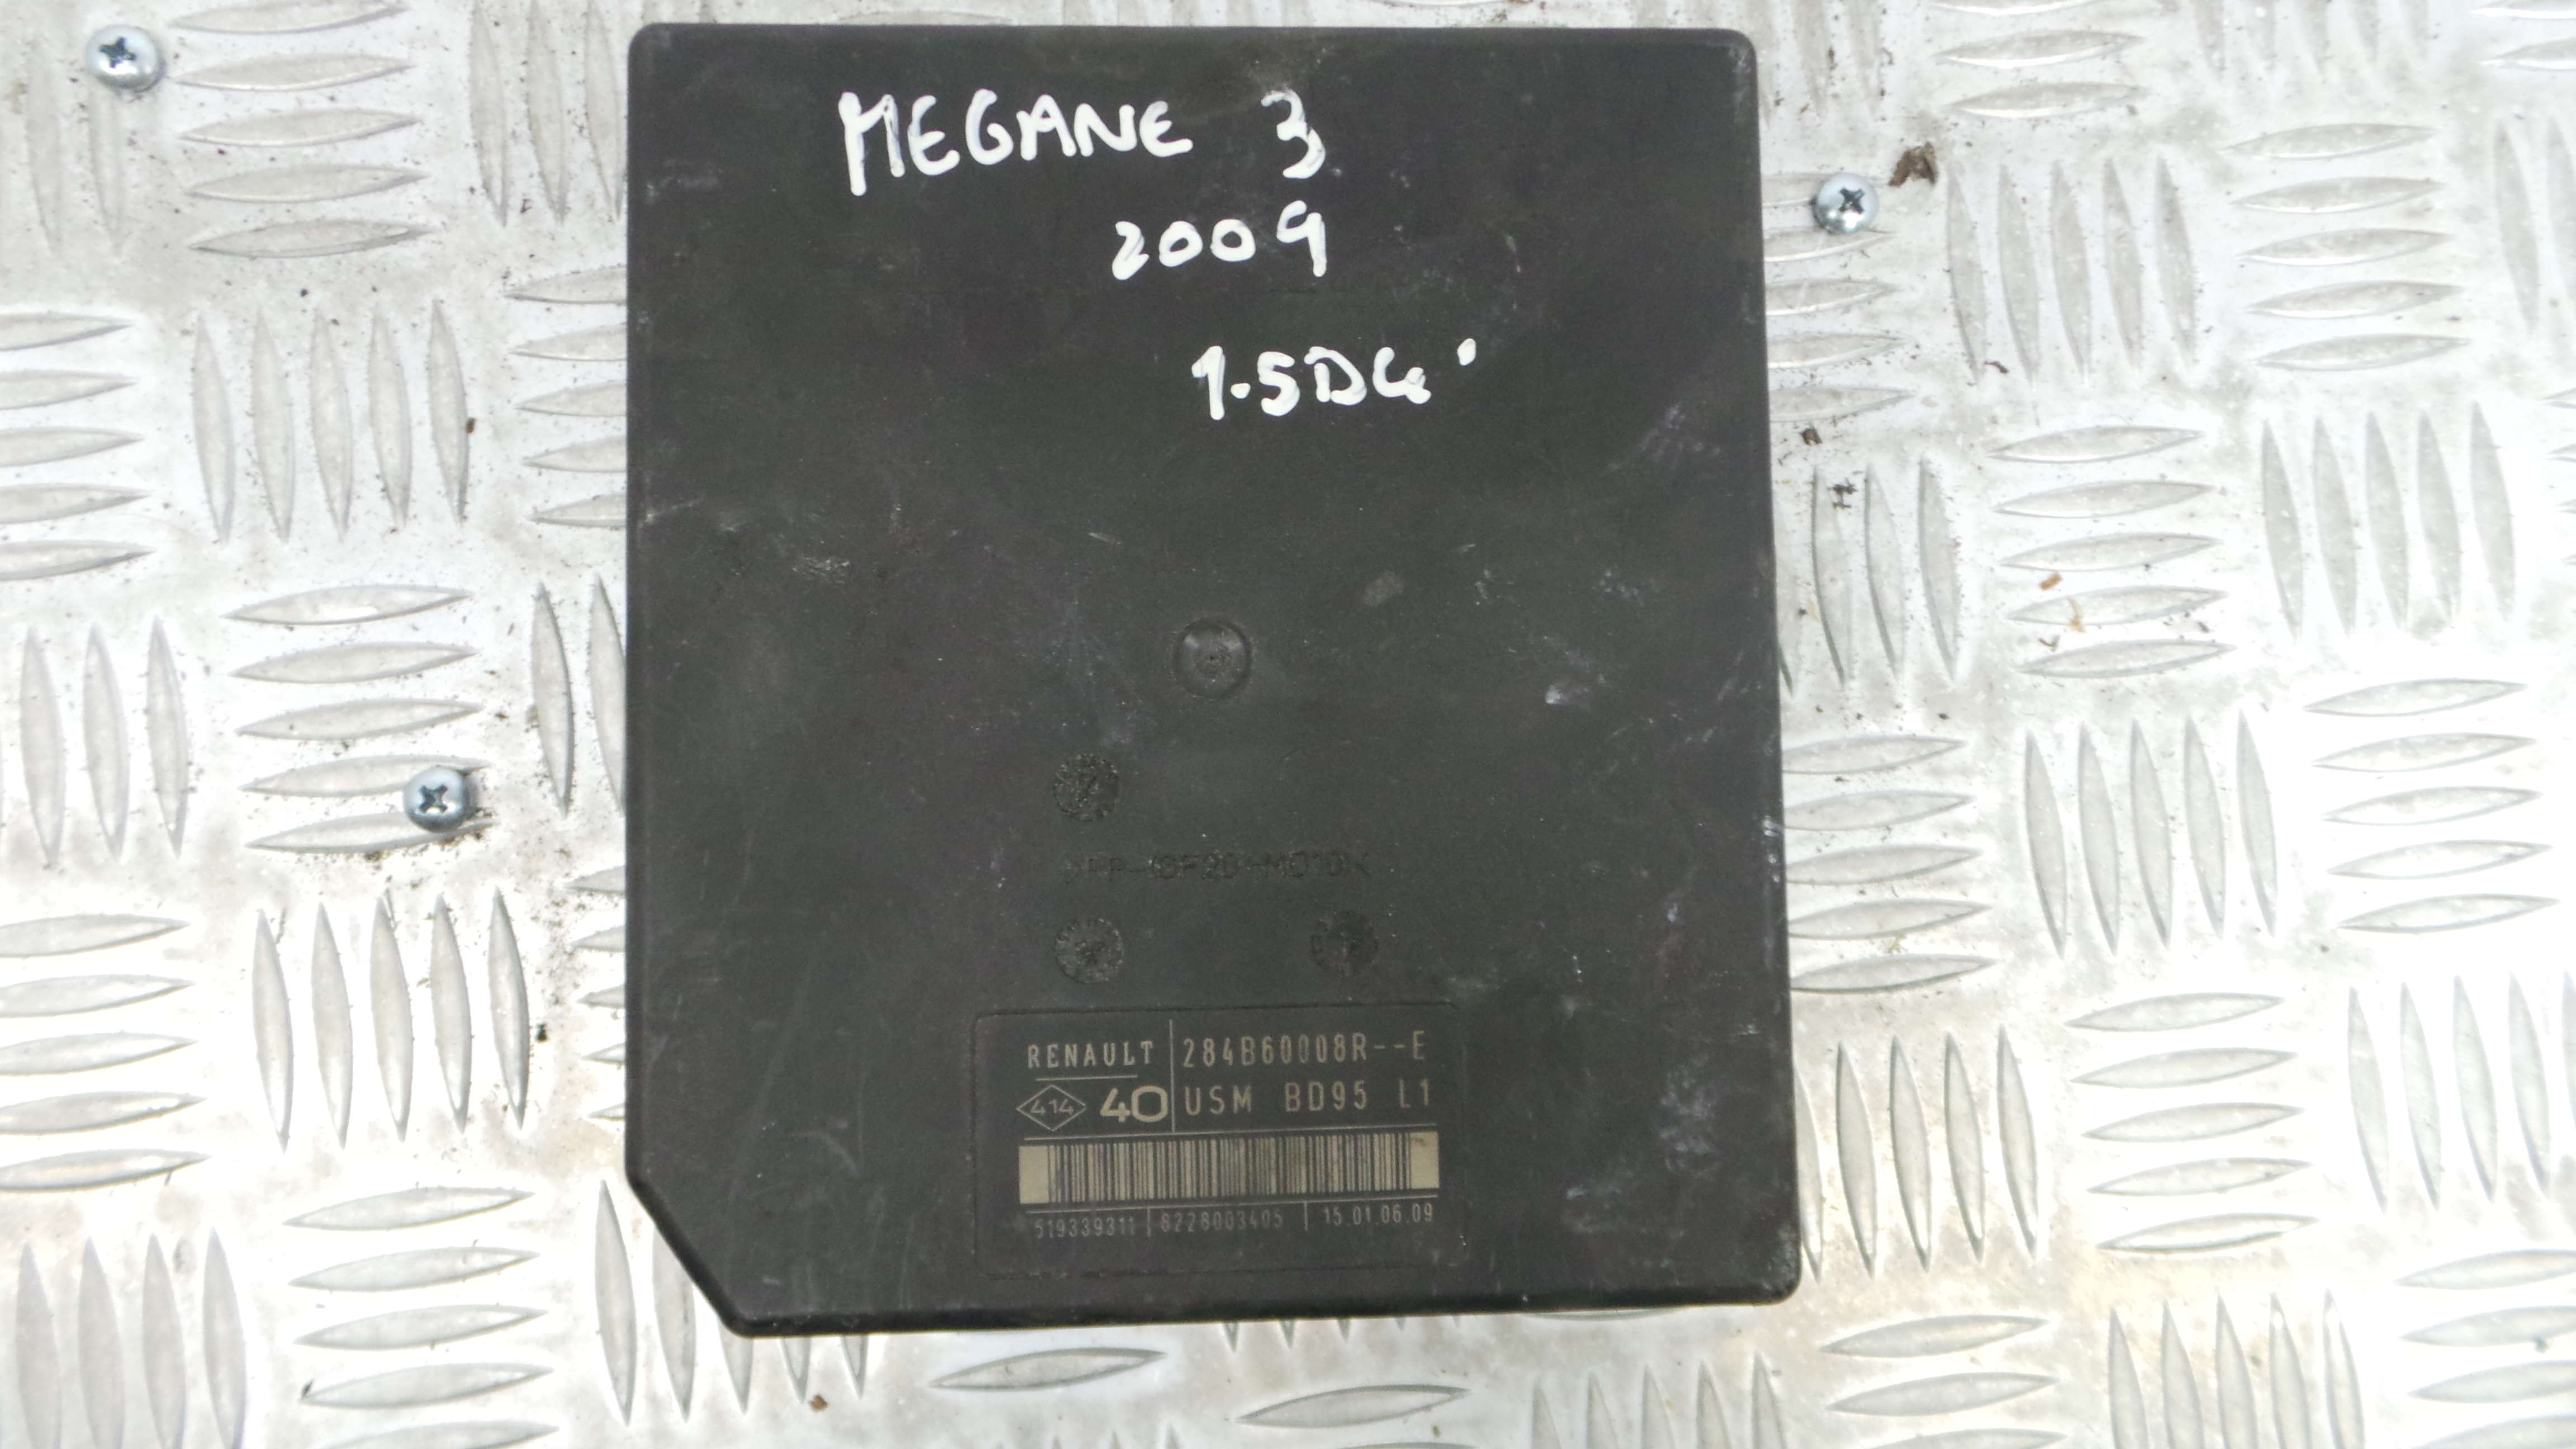 MEGANE 3
2009
1.5DCi
RENAULT 284B60008R--E
414 40 USM BD95 L1
519339311 8228003405 15.01.06.09